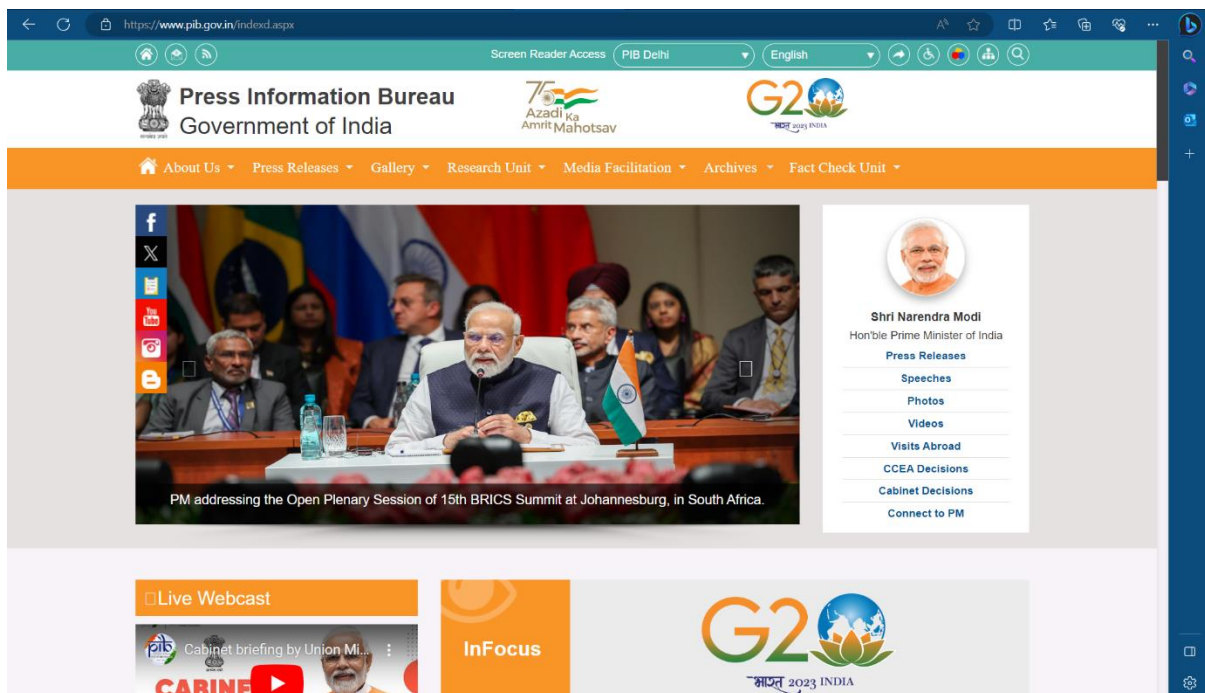 https://www.pib.gov.in/indexd.aspx
Screen Reader Access PIB Delhi English
Press Information Bureau
Government of India
75
Azadi Ka
Amrit Mahotsav
G20
भारत 2023 INDIA
About Us Press Releases Gallery Research Unit Media Facilitation Archives Fact Check Unit
You
Tube
PM addressing the Open Plenary Session of 15th BRICS Summit at Johannesburg, in South Africa.
Shri Narendra Modi
Hon'ble Prime Minister of India
Press Releases
Speeches
Photos
Videos
Visits Abroad
CCEA Decisions
Cabinet Decisions
Connect to PM
Live Webcast
pib
Cabinet briefing by Union Mi...
CABINE
InFocus
G20
भारत 2023 INDIA